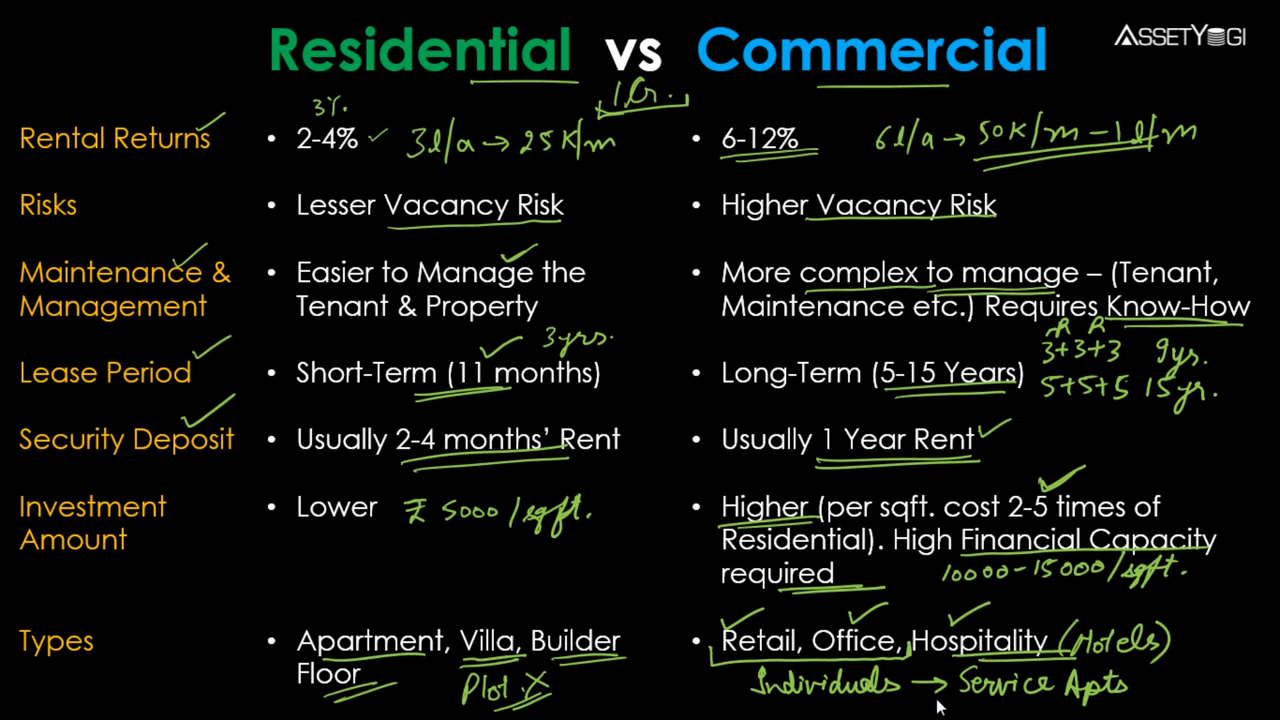 Residential vs Commercial
ASSETYOGI
1 Cr.
3%.
Rental Returns
• 2-4%
3l/a → 25K/m
• 6-12%
6l/a → 50K/m - 1l/m
Risks
• Lesser Vacancy Risk
• Higher Vacancy Risk
Maintenance &
Management
• Easier to Manage the
Tenant & Property
• More complex to manage – (Tenant,
Maintenance etc.) Requires Know-How
Lease Period
• Short-Term (11 months)
3yrs.
• Long-Term (5-15 Years)
R R
3+3+3 9yr.
5+5+5 15yr.
Security Deposit
• Usually 2-4 months’ Rent
• Usually 1 Year Rent
Investment
Amount
• Lower
₹ 5000/sqft.
• Higher (per sqft. cost 2-5 times of
Residential). High Financial Capacity
required
10000-15000/sqft.
Types
• Apartment, Villa, Builder
Floor
Plot X
• Retail, Office, Hospitality (Hotels)
Individuals → Service Apts